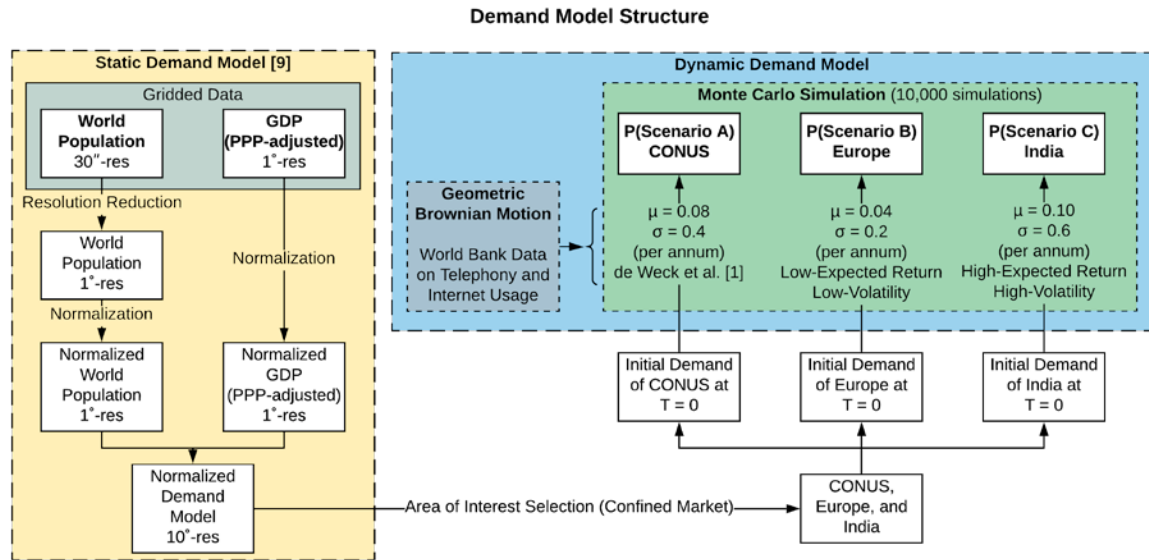 Demand Model Structure
Static Demand Model [9]
Gridded Data
World
Population
30"-res
GDP
(PPP-adjusted)
1˚-res
Resolution Reduction
World
Population
1˚-res
Normalization
Normalization
Normalized
World
Population
1˚-res
Normalized
GDP
(PPP-adjusted)
1˚-res
Normalized
Demand
Model
10˚-res
Area of Interest Selection (Confined Market)
CONUS,
Europe, and
India
Initial Demand
of CONUS at
T = 0
Initial Demand
of Europe at
T = 0
Initial Demand
of India at
T = 0
Dynamic Demand Model
Monte Carlo Simulation (10,000 simulations)
Geometric
Brownian Motion
World Bank Data
on Telephony and
Internet Usage
P(Scenario A)
CONUS
μ = 0.08
σ = 0.4
(per annum)
de Weck et al. [1]
P(Scenario B)
Europe
μ = 0.04
σ = 0.2
(per annum)
Low-Expected Return
Low-Volatility
P(Scenario C)
India
μ = 0.10
σ = 0.6
(per annum)
High-Expected Return
High-Volatility